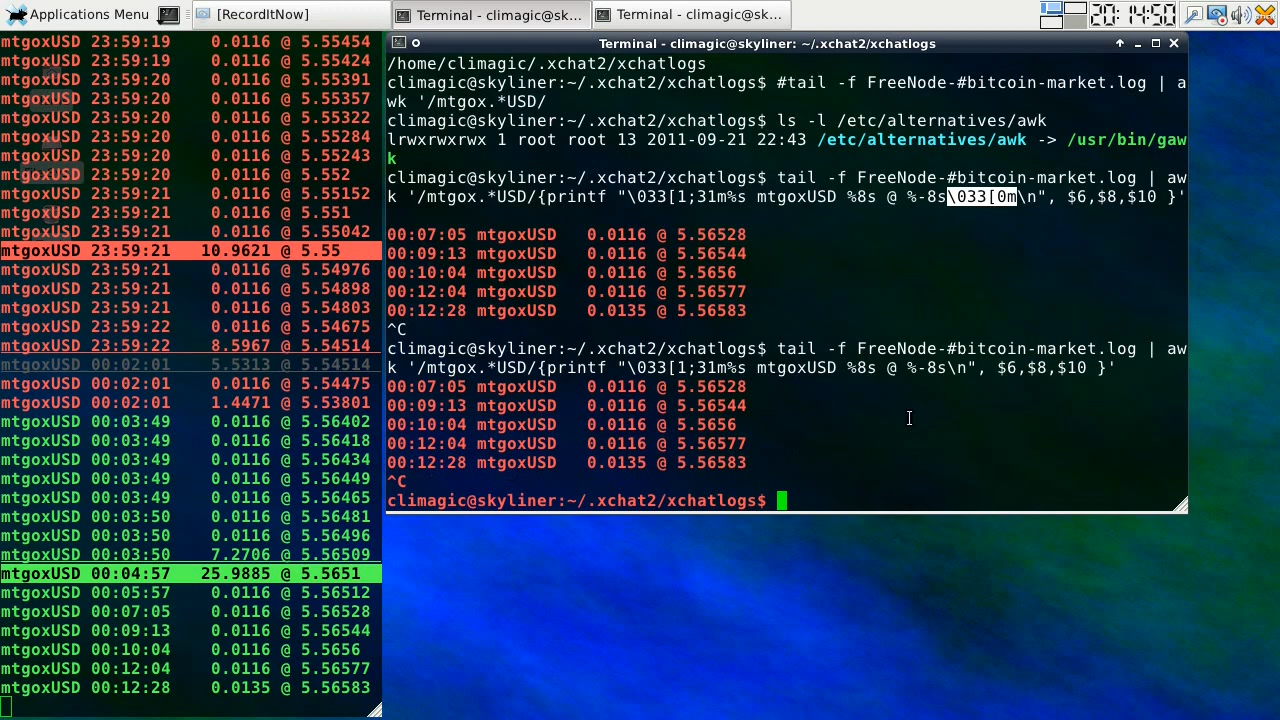 Applications Menu
[RecordItNow]
Terminal - climagic@sk...
Terminal - climagic@sky...
20:14:50
mtgoxUSD 23:59:19    0.0116 @ 5.55454
mtgoxUSD 23:59:19    0.0116 @ 5.55424
mtgoxUSD 23:59:20    0.0116 @ 5.55391
mtgoxUSD 23:59:20    0.0116 @ 5.55357
mtgoxUSD 23:59:20    0.0116 @ 5.55322
mtgoxUSD 23:59:20    0.0116 @ 5.55284
mtgoxUSD 23:59:20    0.0116 @ 5.55243
mtgoxUSD 23:59:20    0.0116 @ 5.552
mtgoxUSD 23:59:21    0.0116 @ 5.55152
mtgoxUSD 23:59:21    0.0116 @ 5.551
mtgoxUSD 23:59:21    0.0116 @ 5.55042
mtgoxUSD 23:59:21   10.9621 @ 5.55
mtgoxUSD 23:59:21    0.0116 @ 5.54976
mtgoxUSD 23:59:21    0.0116 @ 5.54898
mtgoxUSD 23:59:21    0.0116 @ 5.54803
mtgoxUSD 23:59:22    0.0116 @ 5.54675
mtgoxUSD 23:59:22    8.5967 @ 5.54514
mtgoxUSD 00:02:01    5.5313 @ 5.54514
mtgoxUSD 00:02:01    0.0116 @ 5.54475
mtgoxUSD 00:02:01    1.4471 @ 5.53801
mtgoxUSD 00:03:49    0.0116 @ 5.56402
mtgoxUSD 00:03:49    0.0116 @ 5.56418
mtgoxUSD 00:03:49    0.0116 @ 5.56434
mtgoxUSD 00:03:49    0.0116 @ 5.56449
mtgoxUSD 00:03:49    0.0116 @ 5.56465
mtgoxUSD 00:03:50    0.0116 @ 5.56481
mtgoxUSD 00:03:50    0.0116 @ 5.56496
mtgoxUSD 00:03:50    7.2706 @ 5.56509
mtgoxUSD 00:04:57   25.9885 @ 5.5651
mtgoxUSD 00:05:57    0.0116 @ 5.56512
mtgoxUSD 00:07:05    0.0116 @ 5.56528
mtgoxUSD 00:09:13    0.0116 @ 5.56544
mtgoxUSD 00:10:04    0.0116 @ 5.5656
mtgoxUSD 00:12:04    0.0116 @ 5.56577
mtgoxUSD 00:12:28    0.0135 @ 5.56583
Terminal - climagic@skyliner: ~/.xchat2/xchatlogs
/home/climagic/.xchat2/xchatlogs
climagic@skyliner:~/.xchat2/xchatlogs$ #tail -f FreeNode-#bitcoin-market.log | a
wk '/mtgox.*USD/
climagic@skyliner:~/.xchat2/xchatlogs$ ls -l /etc/alternatives/awk
lrwxrwxrwx 1 root root 13 2011-09-21 22:43 /etc/alternatives/awk -> /usr/bin/gaw
k
climagic@skyliner:~/.xchat2/xchatlogs$ tail -f FreeNode-#bitcoin-market.log | aw
k '/mtgox.*USD/{printf "\033[1;31m%s mtgoxUSD %8s @ %-8s\033[0m\n", $6,$8,$10 }'
00:07:05 mtgoxUSD   0.0116 @ 5.56528
00:09:13 mtgoxUSD   0.0116 @ 5.56544
00:10:04 mtgoxUSD   0.0116 @ 5.5656
00:12:04 mtgoxUSD   0.0116 @ 5.56577
00:12:28 mtgoxUSD   0.0135 @ 5.56583
^C
climagic@skyliner:~/.xchat2/xchatlogs$ tail -f FreeNode-#bitcoin-market.log | aw
k '/mtgox.*USD/{printf "\033[1;31m%s mtgoxUSD %8s @ %-8s\n", $6,$8,$10 }'
00:07:05 mtgoxUSD   0.0116 @ 5.56528
00:09:13 mtgoxUSD   0.0116 @ 5.56544
00:10:04 mtgoxUSD   0.0116 @ 5.5656
00:12:04 mtgoxUSD   0.0116 @ 5.56577
00:12:28 mtgoxUSD   0.0135 @ 5.56583
^C
climagic@skyliner:~/.xchat2/xchatlogs$